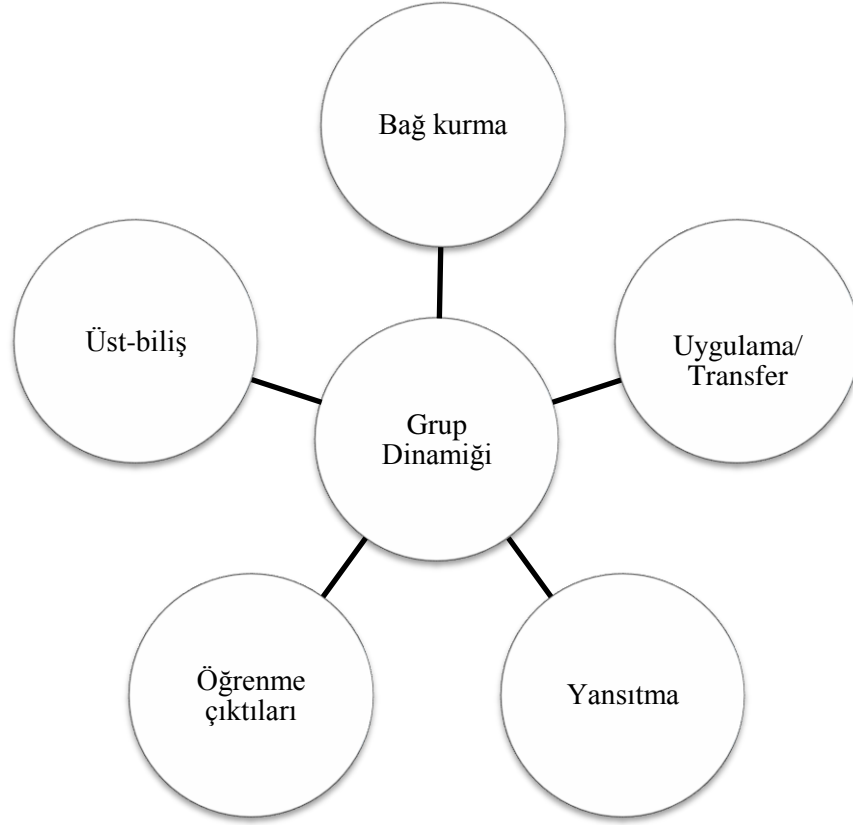 Bağ kurma
Üst-biliş
Uygulama/
Transfer
Grup
Dinamiği
Öğrenme
çıktıları
Yansıtma